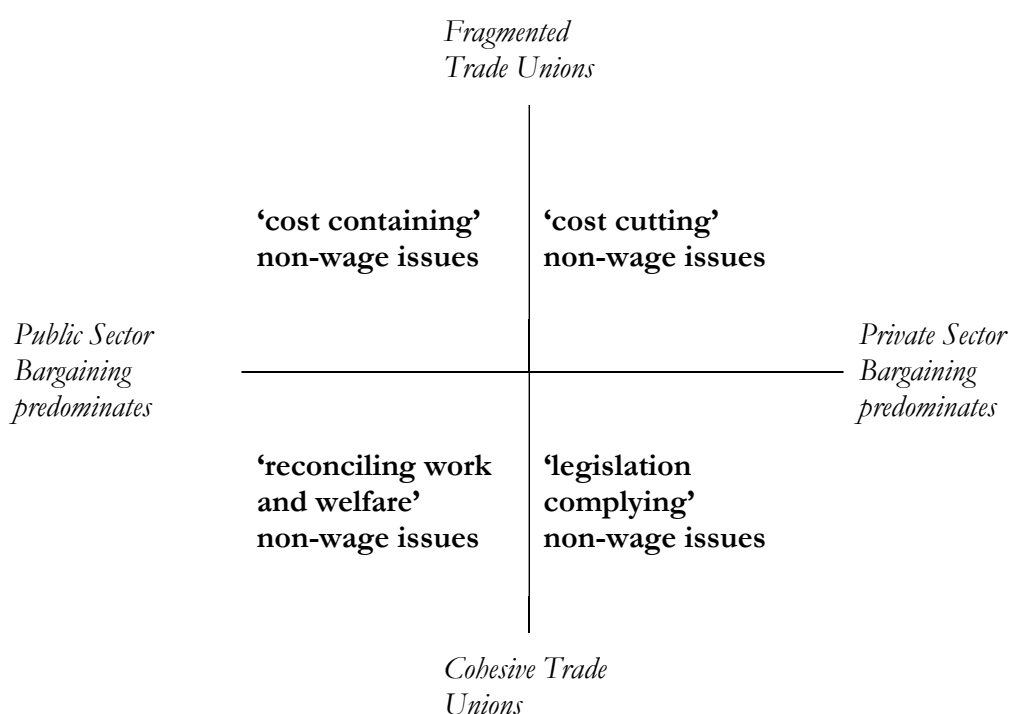 Fragmented
Trade Unions
‘cost containing’
non-wage issues
‘cost cutting’
non-wage issues
Public Sector
Bargaining
predominates
Private Sector
Bargaining
predominates
‘reconciling work
and welfare’
non-wage issues
‘legislation
complying’
non-wage issues
Cohesive Trade
Unions